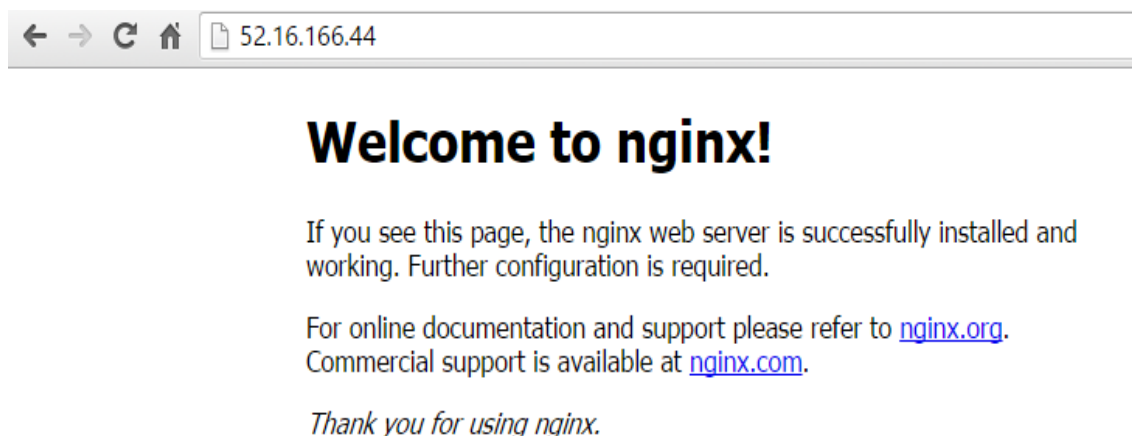 52.16.166.44
Welcome to nginx!
If you see this page, the nginx web server is successfully installed and
working. Further configuration is required.
For online documentation and support please refer to nginx.org.
Commercial support is available at nginx.com.
Thank you for using nginx.